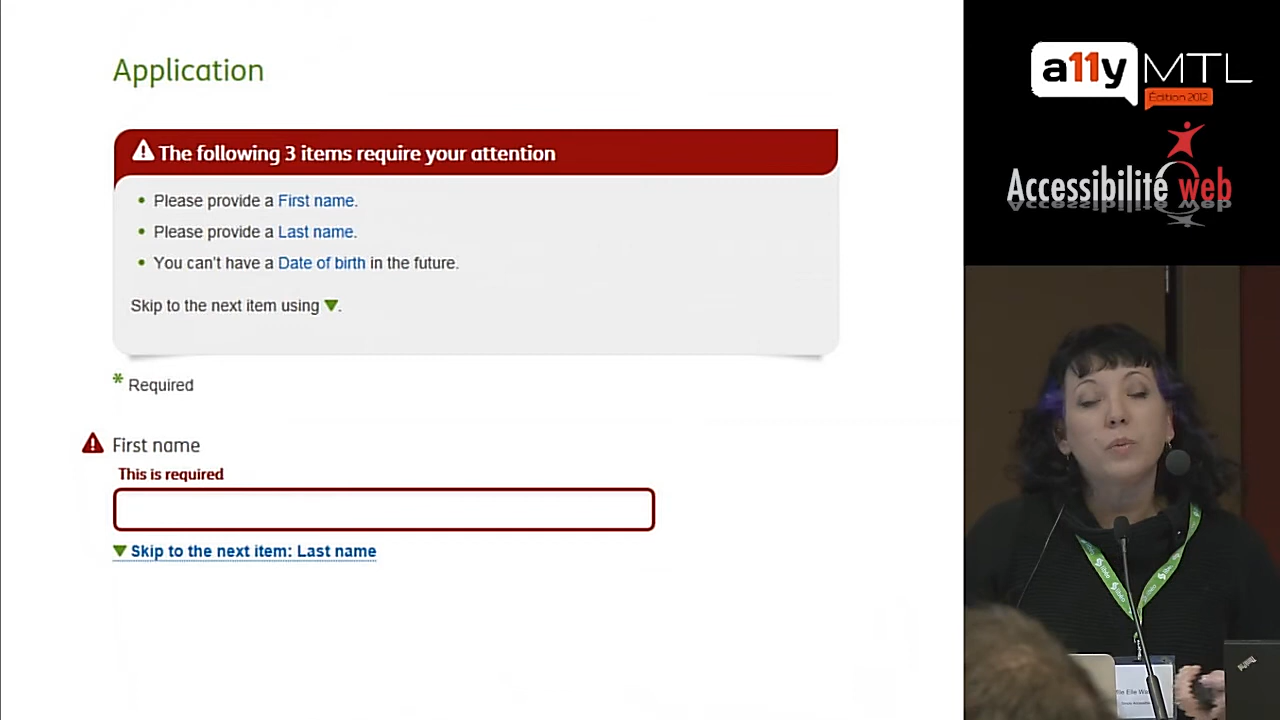 Application
The following 3 items require your attention
Please provide a First name.
Please provide a Last name.
You can't have a Date of birth in the future.
Skip to the next item using ▼.
* Required
First name
This is required
▼ Skip to the next item: Last name
a11y MTL
Édition 2012
Accessibilité web